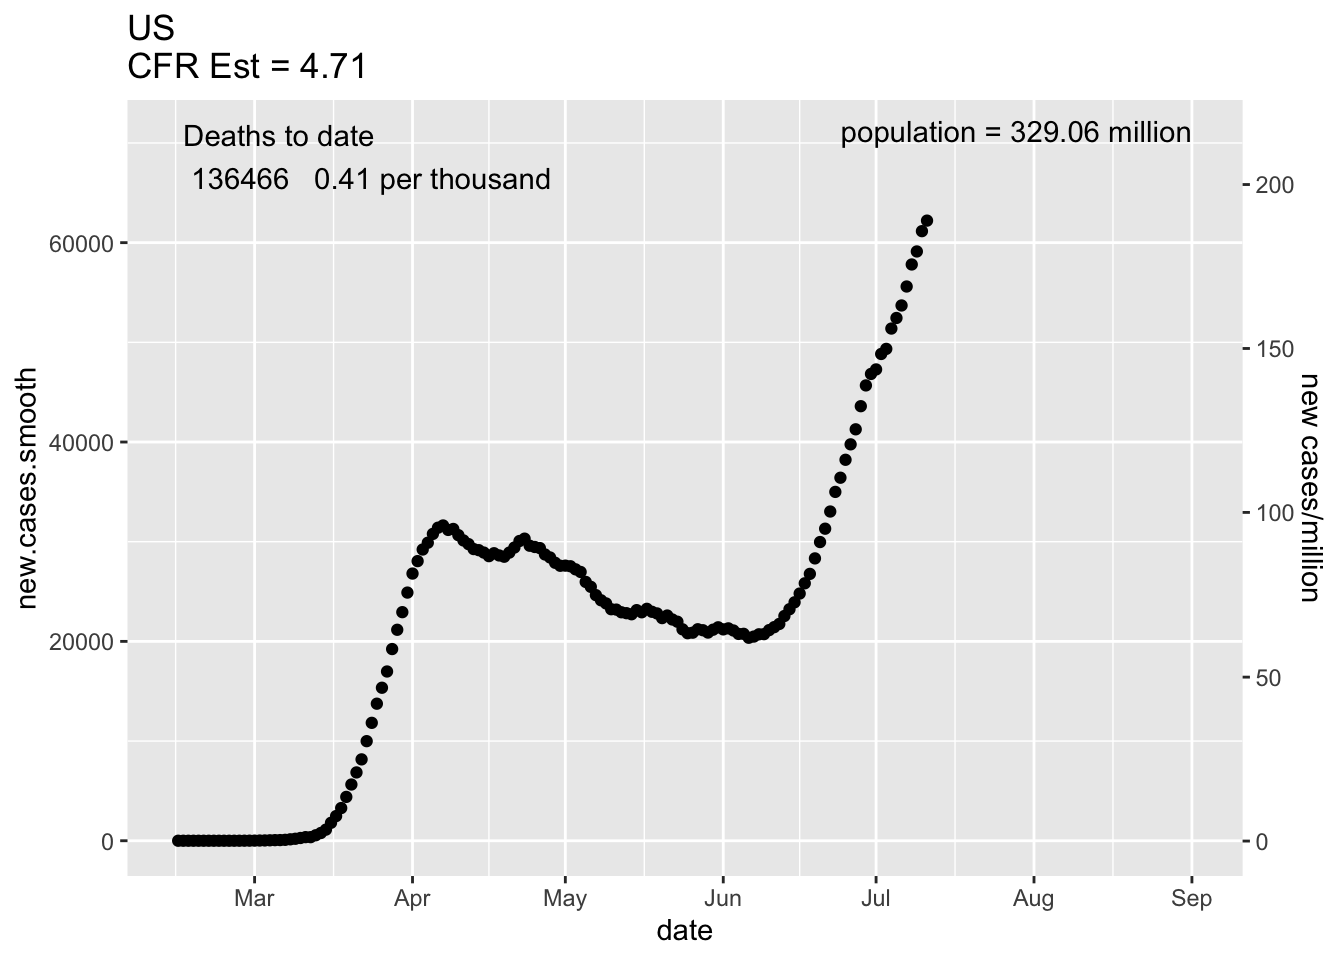 US
CFR Est = 4.71
Deaths to date
136466 0.41 per thousand
population = 329.06 million
new.cases.smooth
60000
40000
20000
0
200
150
100
50
0
new cases/million
Mar Apr May Jun Jul Aug Sep
date